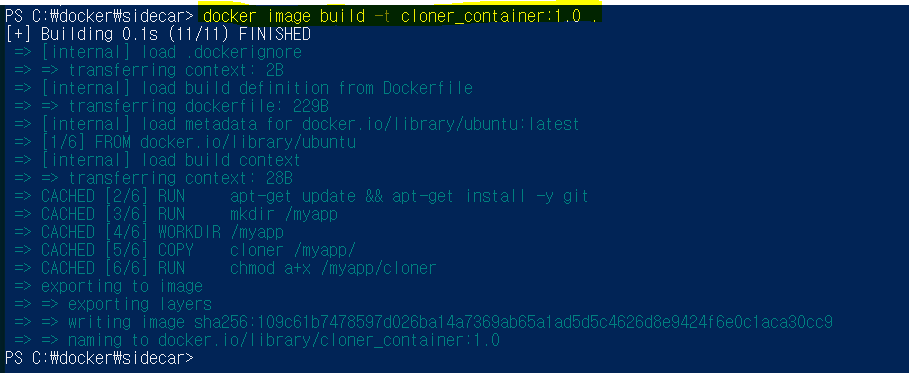 PS C:₩docker₩sidecar> docker image build -t cloner_container:1.0 .
[+] Building 0.1s (11/11) FINISHED
=> [internal] load .dockerignore
=> => transferring context: 2B
=> [internal] load build definition from Dockerfile
=> => transferring dockerfile: 229B
=> [internal] load metadata for docker.io/library/ubuntu:latest
=> [1/6] FROM docker.io/library/ubuntu
=> [internal] load build context
=> => transferring context: 28B
=> CACHED [2/6] RUN apt-get update && apt-get install -y git
=> CACHED [3/6] RUN mkdir /myapp
=> CACHED [4/6] WORKDIR /myapp
=> CACHED [5/6] COPY cloner /myapp/
=> CACHED [6/6] RUN chmod a+x /myapp/cloner
=> exporting to image
=> => exporting layers
=> => writing image sha256:109c61b7478597d026ba14a7369ab65a1ad5d5c4626d8e9424f6e0c1aca30cc9
=> => naming to docker.io/library/cloner_container:1.0
PS C:₩docker₩sidecar>